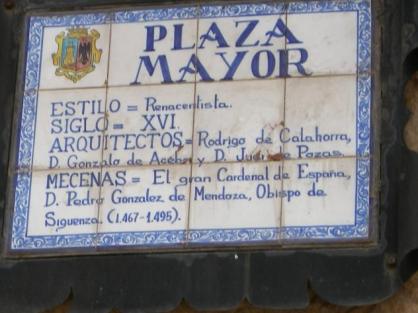 PLAZA
MAYOR
ESTILO = Renacentista.
SIGLO = XVI.
ARQUITECTOS = Rodrigo de Calahorra,
D. Gonzalo de y D. de Pozas.
MECENAS = El gran Cardenal de España,
D. Pedro Gonzalez de Mendoza, Obispo de
Siguenza. (1.467-1.495).